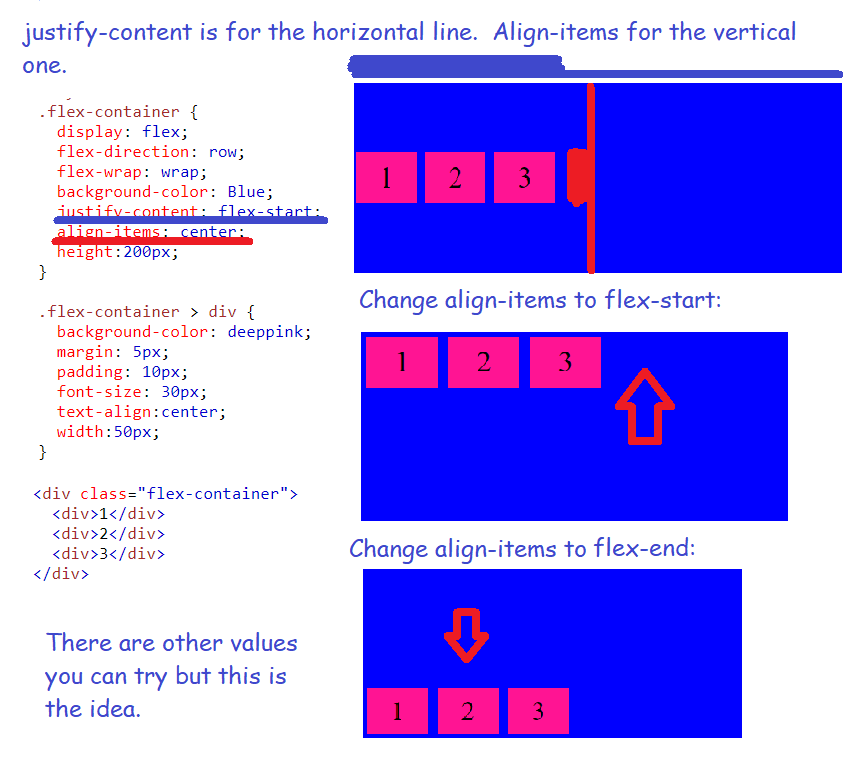 justify-content is for the horizontal line.  Align-items for the vertical
one.
.flex-container {
  display: flex;
  flex-direction: row;
  flex-wrap: wrap;
  background-color: Blue;
  justify-content: flex-start;
  align-items: center;
  height:200px;
}
.flex-container > div {
  background-color: deeppink;
  margin: 5px;
  padding: 10px;
  font-size: 30px;
  text-align:center;
  width:50px;
}
<div class="flex-container">
  <div>1</div>
  <div>2</div>
  <div>3</div>
</div>
There are other values
you can try but this is
the idea.
1 2 3
Change align-items to flex-start:
1 2 3
Change align-items to flex-end:
1 2 3